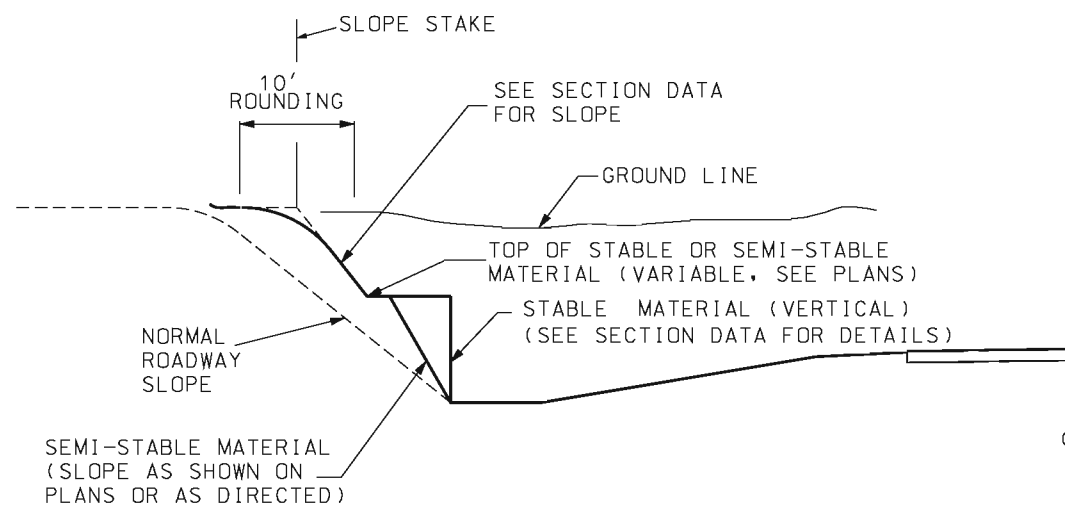 SLOPE STAKE
10'
ROUNDING
SEE SECTION DATA
FOR SLOPE
GROUND LINE
TOP OF STABLE OR SEMI-STABLE
MATERIAL (VARIABLE, SEE PLANS)
STABLE MATERIAL (VERTICAL)
(SEE SECTION DATA FOR DETAILS)
NORMAL
ROADWAY
SLOPE
SEMI-STABLE MATERIAL
(SLOPE AS SHOWN ON
PLANS OR AS DIRECTED)